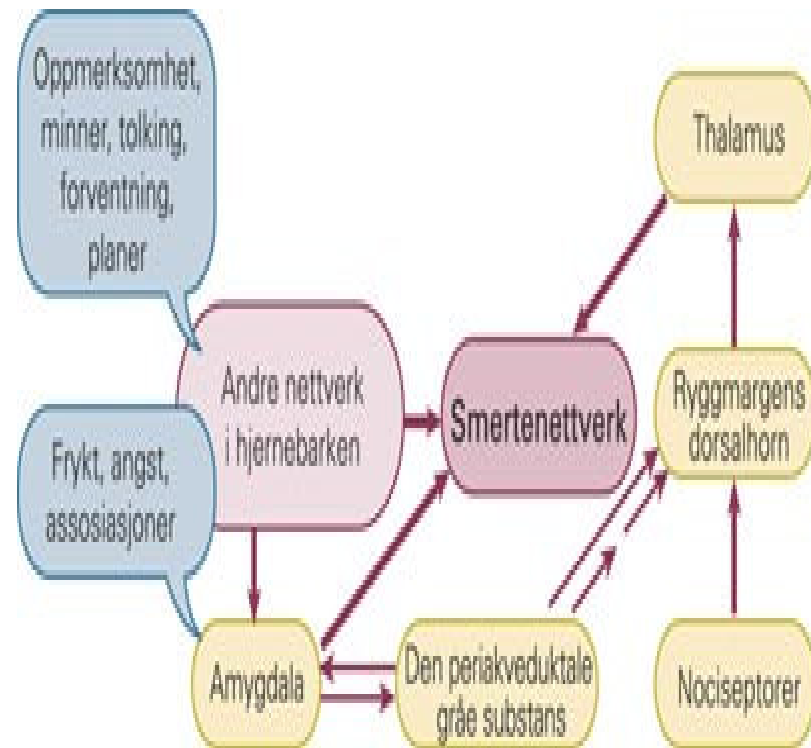 Oppmerksomhet,
minner, tolking,
forventning,
planer
Thalamus
Andre nettverk
i hjernebarken
Smertenettverk
Ryggmargens
dorsalhorn
Frykt, angst,
assosiasjoner
Amygdala
Den periakveduktale
gråe substans
Nociseptorer